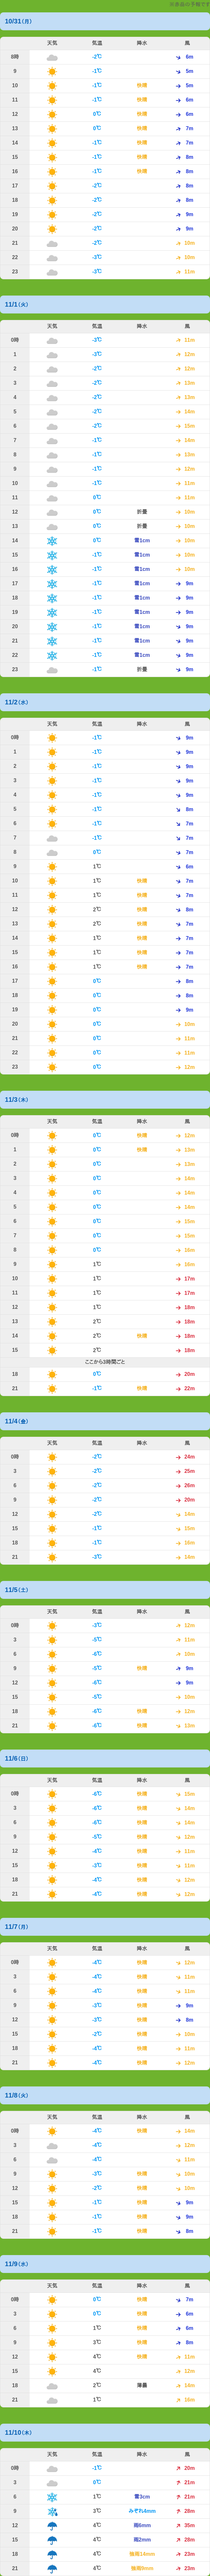 ※直前の予報です
10/31(月)
天気 気温 降水 風
8時 -2℃ 6m
9 -1℃ 5m
10 -1℃ 快晴 5m
11 -1℃ 快晴 6m
12 0℃ 快晴 6m
13 0℃ 快晴 7m
14 -1℃ 快晴 7m
15 -1℃ 快晴 8m
16 -1℃ 快晴 8m
17 -2℃ 8m
18 -2℃ 8m
19 -2℃ 9m
20 -2℃ 9m
21 -2℃ 10m
22 -3℃ 10m
23 -3℃ 11m
11/1(火)
天気 気温 降水 風
0時 -3℃ 11m
1 -3℃ 12m
2 -2℃ 12m
3 -2℃ 13m
4 -2℃ 13m
5 -2℃ 14m
6 -2℃ 15m
7 -1℃ 14m
8 -1℃ 13m
9 -1℃ 12m
10 -1℃ 11m
11 0℃ 11m
12 0℃ 10m
13 0℃ 10m
14 0℃ 雪1cm 10m
15 -1℃ 雪1cm 10m
16 -1℃ 雪1cm 10m
17 -1℃ 雪1cm 9m
18 -1℃ 雪1cm 9m
19 -1℃ 雪1cm 9m
20 -1℃ 雪1cm 9m
21 -1℃ 雪1cm 9m
22 -1℃ 雪1cm 9m
23 -1℃ 9m
11/2(水)
天気 気温 降水 風
0時 -1℃ 9m
1 -1℃ 9m
2 -1℃ 9m
3 -1℃ 9m
4 -1℃ 9m
5 -1℃ 8m
6 -1℃ 7m
7 -1℃ 7m
8 0℃ 7m
9 1℃ 6m
10 1℃ 快晴 7m
11 1℃ 快晴 7m
12 2℃ 快晴 8m
13 2℃ 快晴 7m
14 1℃ 快晴 7m
15 1℃ 快晴 7m
16 1℃ 快晴 7m
17 0℃ 8m
18 0℃ 8m
19 0℃ 9m
20 0℃ 10m
21 0℃ 11m
22 0℃ 11m
23 0℃ 12m
11/3(木)
天気 気温 降水 風
0時 0℃ 快晴 12m
1 0℃ 快晴 13m
2 0℃ 13m
3 0℃ 14m
4 0℃ 14m
5 0℃ 14m
6 0℃ 15m
7 0℃ 15m
8 0℃ 16m
9 1℃ 16m
10 1℃ 17m
11 1℃ 17m
12 1℃ 18m
13 2℃ 18m
14 2℃ 快晴 18m
15 2℃ 18m
ここから3時間ごと
18 0℃ 20m
21 -1℃ 快晴 22m
11/4(金)
天気 気温 降水 風
0時 -2℃ 24m
3 -2℃ 25m
6 -2℃ 26m
9 -2℃ 20m
12 -2℃ 14m
15 -1℃ 15m
18 -1℃ 16m
21 -3℃ 14m
11/5(土)
天気 気温 降水 風
0時 -3℃ 12m
3 -5℃ 11m
6 -6℃ 10m
9 -5℃ 快晴 9m
12 -6℃ 9m
15 -5℃ 10m
18 -6℃ 快晴 12m
21 -6℃ 快晴 13m
11/6(日)
天気 気温 降水 風
0時 -6℃ 快晴 15m
3 -6℃ 快晴 14m
6 -6℃ 快晴 14m
9 -5℃ 快晴 12m
12 -4℃ 快晴 11m
15 -3℃ 快晴 11m
18 -4℃ 快晴 12m
21 -4℃ 快晴 12m
11/7(月)
天気 気温 降水 風
0時 -4℃ 快晴 12m
3 -4℃ 快晴 11m
6 -4℃ 快晴 11m
9 -3℃ 快晴 9m
12 -3℃ 快晴 8m
15 -2℃ 快晴 10m
18 -4℃ 快晴 11m
21 -4℃ 快晴 12m
11/8(火)
天気 気温 降水 風
0時 -4℃ 快晴 14m
3 -4℃ 12m
6 -4℃ 11m
9 -3℃ 快晴 10m
12 -2℃ 快晴 10m
15 -1℃ 快晴 9m
18 -1℃ 快晴 9m
21 -1℃ 快晴 8m
11/9(水)
天気 気温 降水 風
0時 0℃ 快晴 7m
3 0℃ 快晴 6m
6 1℃ 快晴 6m
9 3℃ 快晴 8m
12 4℃ 快晴 11m
15 4℃ 12m
18 2℃ 薄曇 14m
21 1℃ 16m
11/10(木)
天気 気温 降水 風
0時 -1℃ 20m
3 0℃ 21m
6 1℃ 雪3cm 21m
9 3℃ みぞれ4mm 28m
12 4℃ 雨6mm 35m
15 4℃ 雨2mm 28m
18 4℃ 23m
21 4℃ 23m